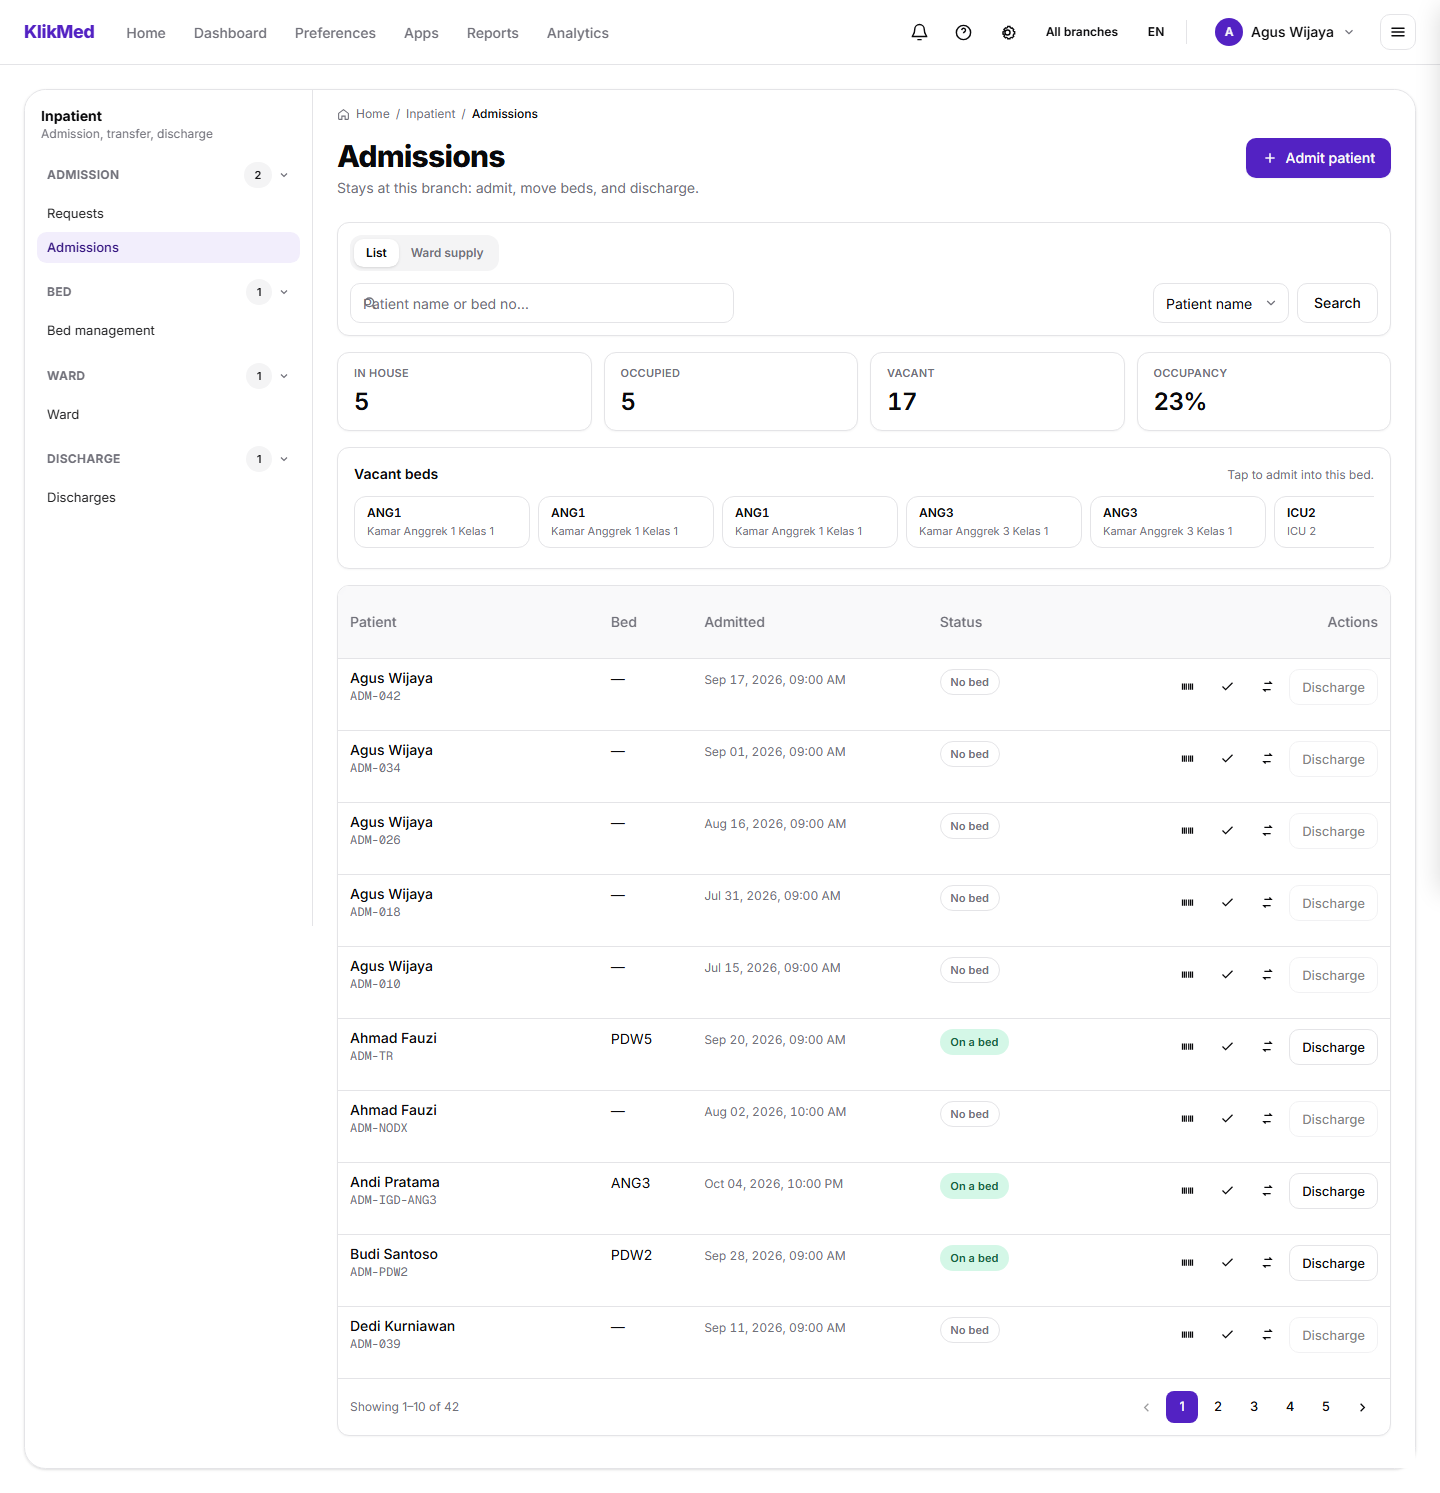 KlikMed
Home
Dashboard
Preferences
Apps
Reports
Analytics
All branches
EN
A
Agus Wijaya
Inpatient
Admission, transfer, discharge
ADMISSION 2
Requests
Admissions
BED 1
Bed management
WARD 1
Ward
DISCHARGE 1
Discharges
Home / Inpatient / Admissions
Admissions
Stays at this branch: admit, move beds, and discharge.
+ Admit patient
List
Ward supply
Patient name or bed no...
Patient name
Search
IN HOUSE
5
OCCUPIED
5
VACANT
17
OCCUPANCY
23%
Vacant beds
Tap to admit into this bed.
ANG1
Kamar Anggrek 1 Kelas 1
ANG1
Kamar Anggrek 1 Kelas 1
ANG1
Kamar Anggrek 1 Kelas 1
ANG3
Kamar Anggrek 3 Kelas 1
ANG3
Kamar Anggrek 3 Kelas 1
ICU2
ICU 2
Patient Bed Admitted Status Actions
Agus Wijaya — Sep 17, 2026, 09:00 AM No bed Discharge
ADM-042
Agus Wijaya — Sep 01, 2026, 09:00 AM No bed Discharge
ADM-034
Agus Wijaya — Aug 16, 2026, 09:00 AM No bed Discharge
ADM-026
Agus Wijaya — Jul 31, 2026, 09:00 AM No bed Discharge
ADM-018
Agus Wijaya — Jul 15, 2026, 09:00 AM No bed Discharge
ADM-010
Ahmad Fauzi PDW5 Sep 20, 2026, 09:00 AM On a bed Discharge
ADM-TR
Ahmad Fauzi — Aug 02, 2026, 10:00 AM No bed Discharge
ADM-NODX
Andi Pratama ANG3 Oct 04, 2026, 10:00 PM On a bed Discharge
ADM-IGD-ANG3
Budi Santoso PDW2 Sep 28, 2026, 09:00 AM On a bed Discharge
ADM-PDW2
Dedi Kurniawan — Sep 11, 2026, 09:00 AM No bed Discharge
ADM-039
Showing 1–10 of 42
1 2 3 4 5